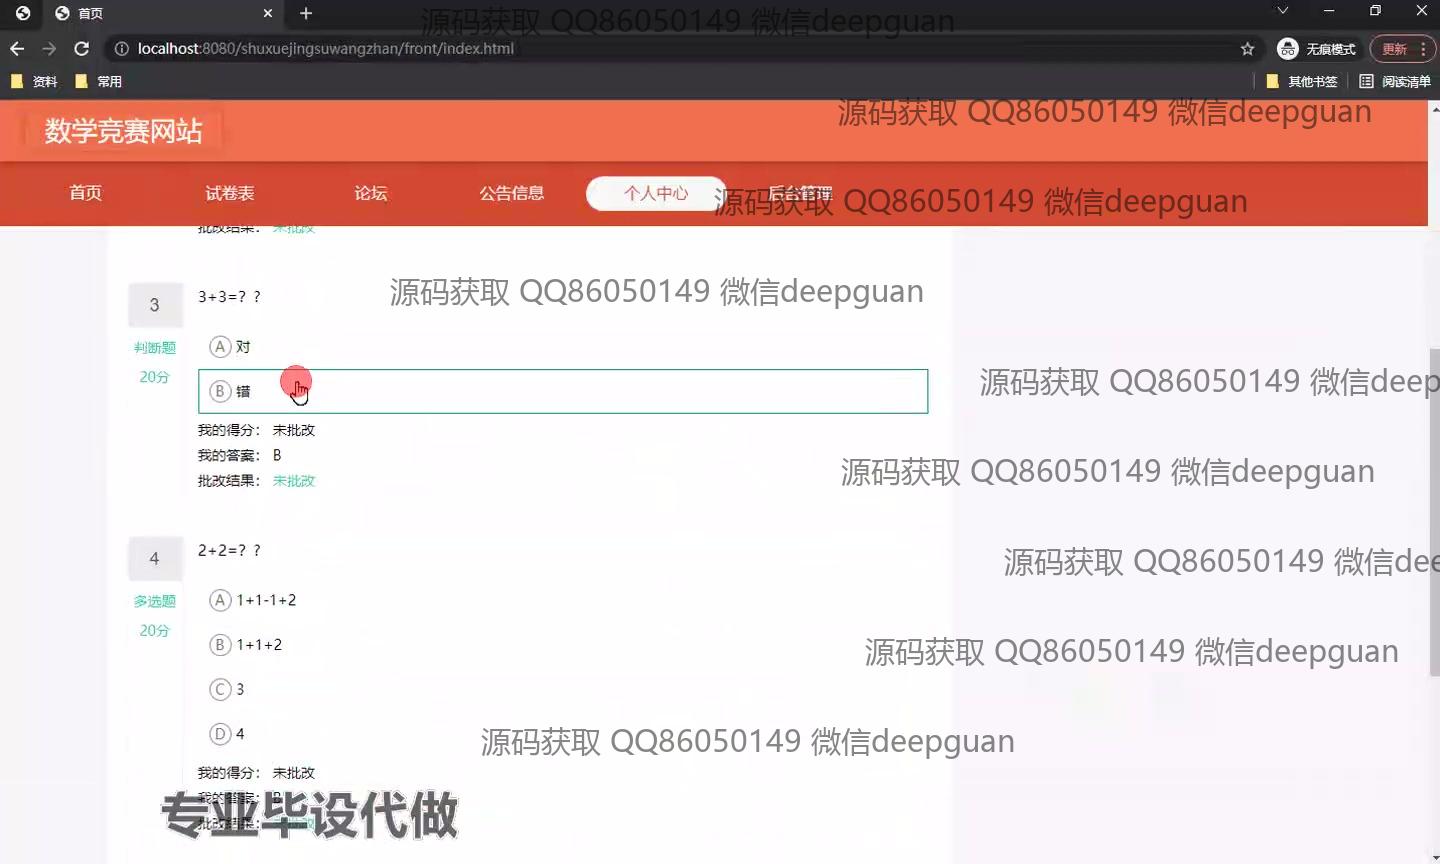 首页
源码获取 QQ86050149 微信deepguan
localhost:8080/shuxuejingsuwangzhan/front/index.html
无痕模式
更新
资料
常用
其他书签
阅读清单
数学竞赛网站
源码获取 QQ86050149 微信deepguan
首页
试卷表
论坛
公告信息
个人中心
后台管理
源码获取 QQ86050149 微信deepguan
批改结果： 未批改
3
3+3=? ?
源码获取 QQ86050149 微信deepguan
判断题
A 对
20分
B 错
源码获取 QQ86050149 微信deep
我的得分： 未批改
我的答案： B
批改结果： 未批改
源码获取 QQ86050149 微信deepguan
4
2+2=? ?
源码获取 QQ86050149 微信dee
多选题
A 1+1-1+2
20分
B 1+1+2
源码获取 QQ86050149 微信deepguan
C 3
D 4
源码获取 QQ86050149 微信deepguan
我的得分： 未批改
我的答案： B
批改结果： 未批改
专业毕设代做